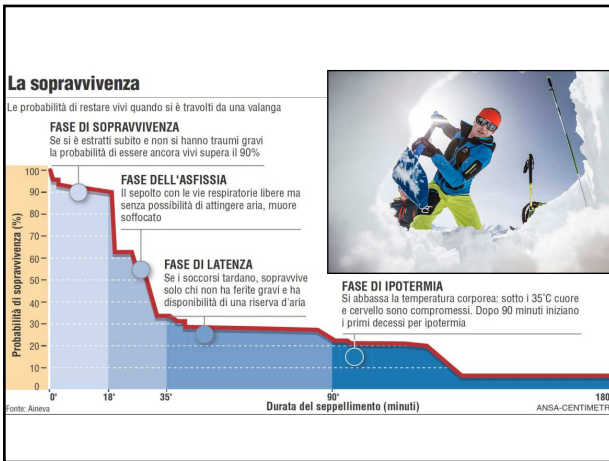 La sopravvivenza
Le probabilità di restare vivi quando si è travolti da una valanga
FASE DI SOPRAVVIVENZA
Se si è estratti subito e non si hanno traumi gravi
la probabilità di essere ancora vivi supera il 90%
FASE DELL'ASFISSIA
Il sepolto con le vie respiratorie libere ma
senza possibilità di attingere aria, muore
soffocato
FASE DI LATENZA
Se i soccorsi tardano, sopravvive
solo chi non ha ferite gravi e ha
disponibilità di una riserva d'aria
FASE DI IPOTERMIA
Si abbassa la temperatura corporea: sotto i 35°C cuore
e cervello sono compromessi. Dopo 90 minuti iniziano
i primi decessi per ipotermia
Probabilità di sopravvivenza (%)
100
90
80
70
60
50
40
30
20
10
0
0' 18' 35' 90' 180
Durata del seppellimento (minuti)
Fonte: Aineva
ANSA-CENTIMETR